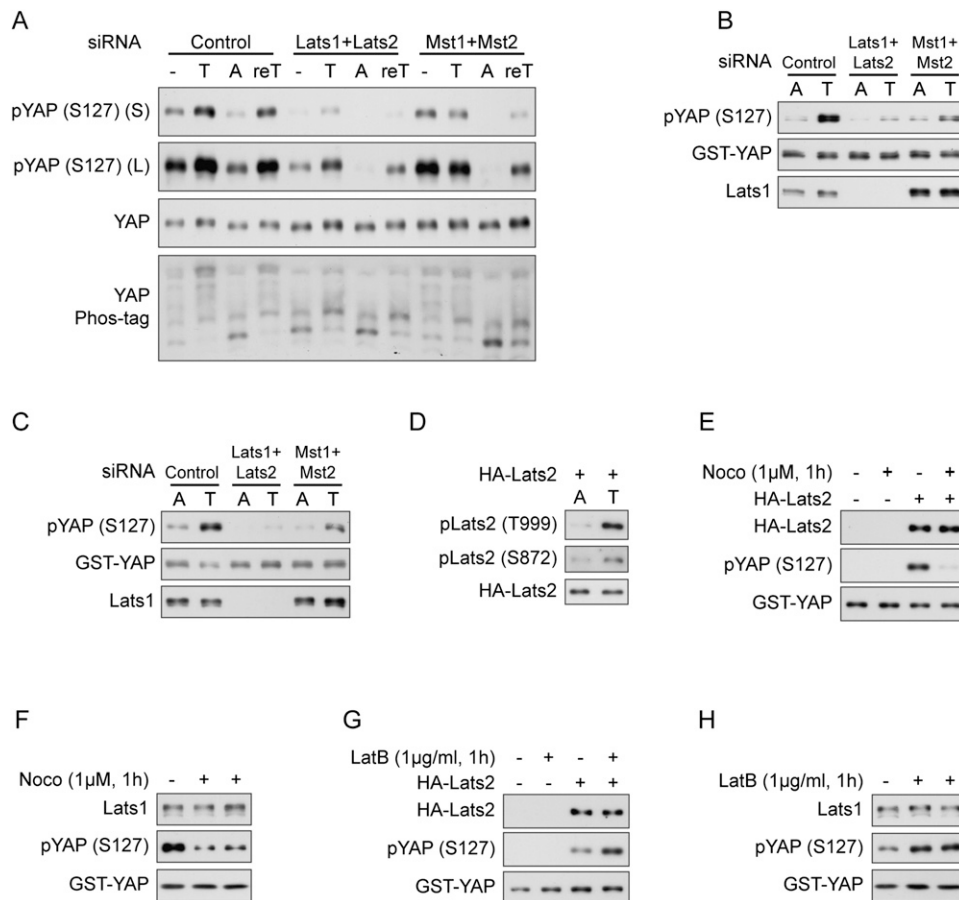 A
siRNA Control Lats1+Lats2 Mst1+Mst2
- T A reT - T A reT - T A reT
pYAP (S127) (S)
pYAP (S127) (L)
YAP
YAP
Phos-tag
B
siRNA Control Lats1+ Lats2 Mst1+ Mst2
A T A T A T
pYAP (S127)
GST-YAP
Lats1
C
siRNA Control Lats1+ Lats2 Mst1+ Mst2
A T A T A T
pYAP (S127)
GST-YAP
Lats1
D
HA-Lats2 + +
A T
pLats2 (T999)
pLats2 (S872)
HA-Lats2
E
Noco (1μM, 1h) - + - +
HA-Lats2 - - + +
HA-Lats2
pYAP (S127)
GST-YAP
F
Noco (1μM, 1h) - + +
Lats1
pYAP (S127)
GST-YAP
G
LatB (1μg/ml, 1h) - + - +
HA-Lats2 - - + +
HA-Lats2
pYAP (S127)
GST-YAP
H
LatB (1μg/ml, 1h) - + +
Lats1
pYAP (S127)
GST-YAP